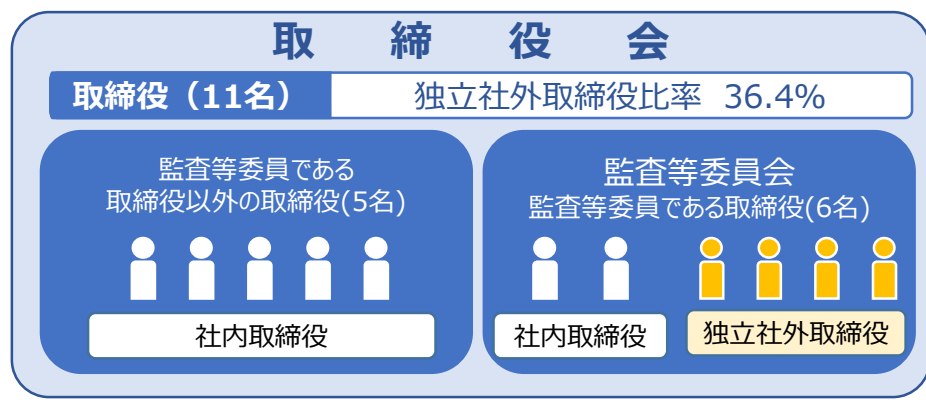 取締役会
取締役（11名） 独立社外取締役比率 36.4%
監査等委員である
取締役以外の取締役(5名)
社内取締役
監査等委員会
監査等委員である取締役(6名)
社内取締役 独立社外取締役